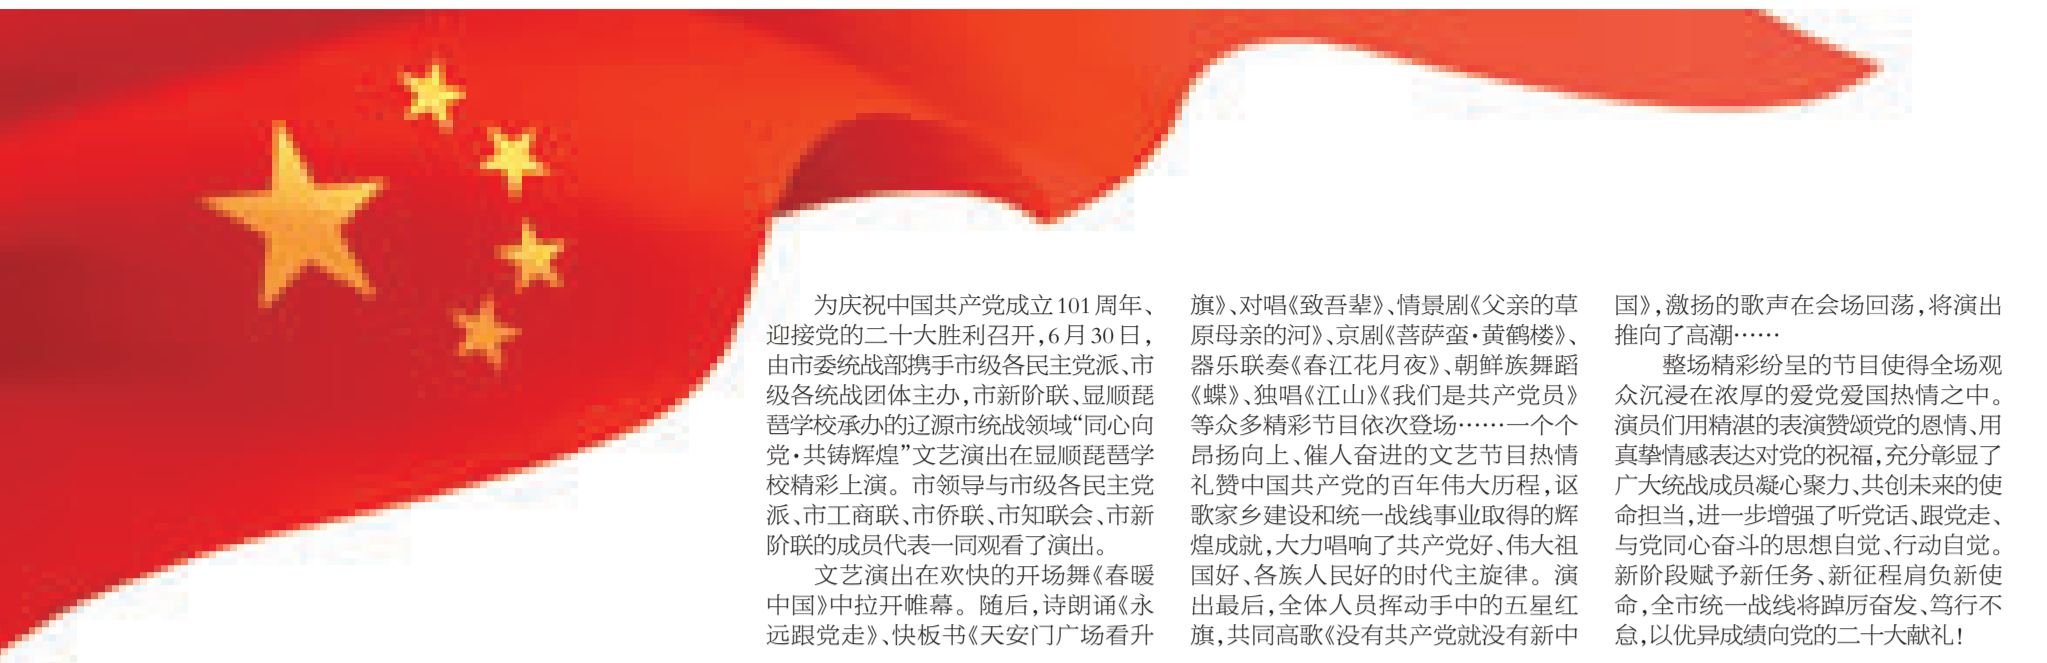 为庆祝中国共产党成立101周年、
迎接党的二十大胜利召开,6月30日,
由市委统战部携手市级各民主党派、市
级各统战团体主办,市新阶联、显顺琵
琶学校承办的辽源市统战领域“同心向
党·共铸辉煌”文艺演出在显顺琵琶学
校精彩上演。市领导与市级各民主党
派、市工商联、市侨联、市知联会、市新
阶联的成员代表一同观看了演出。
文艺演出在欢快的开场舞《春暖
中国》中拉开帷幕。随后,诗朗诵《永
远跟党走》、快板书《天安门广场看升
旗》、对唱《致吾辈》、情景剧《父亲的草
原母亲的河》、京剧《菩萨蛮·黄鹤楼》、
器乐联奏《春江花月夜》、朝鲜族舞蹈
《蝶》、独唱《江山》《我们是共产党员》
等众多精彩节目依次登场……一个个
昂扬向上、催人奋进的文艺节目热情
礼赞中国共产党的百年伟大历程,讴
歌家乡建设和统一战线事业取得的辉
煌成就,大力唱响了共产党好、伟大祖
国好、各族人民好的时代主旋律。演
出最后,全体人员挥动手中的五星红
旗,共同高歌《没有共产党就没有新中
国》,激扬的歌声在会场回荡,将演出
推向了高潮……
整场精彩纷呈的节目使得全场观
众沉浸在浓厚的爱党爱国热情之中。
演员们用精湛的表演赞颂党的恩情、用
真挚情感表达对党的祝福,充分彰显了
广大统战成员凝心聚力、共创未来的使
命担当,进一步增强了听党话、跟党走、
与党同心奋斗的思想自觉、行动自觉。
新阶段赋予新任务、新征程肩负新使
命,全市统一战线将踔厉奋发、笃行不
怠,以优异成绩向党的二十大献礼!